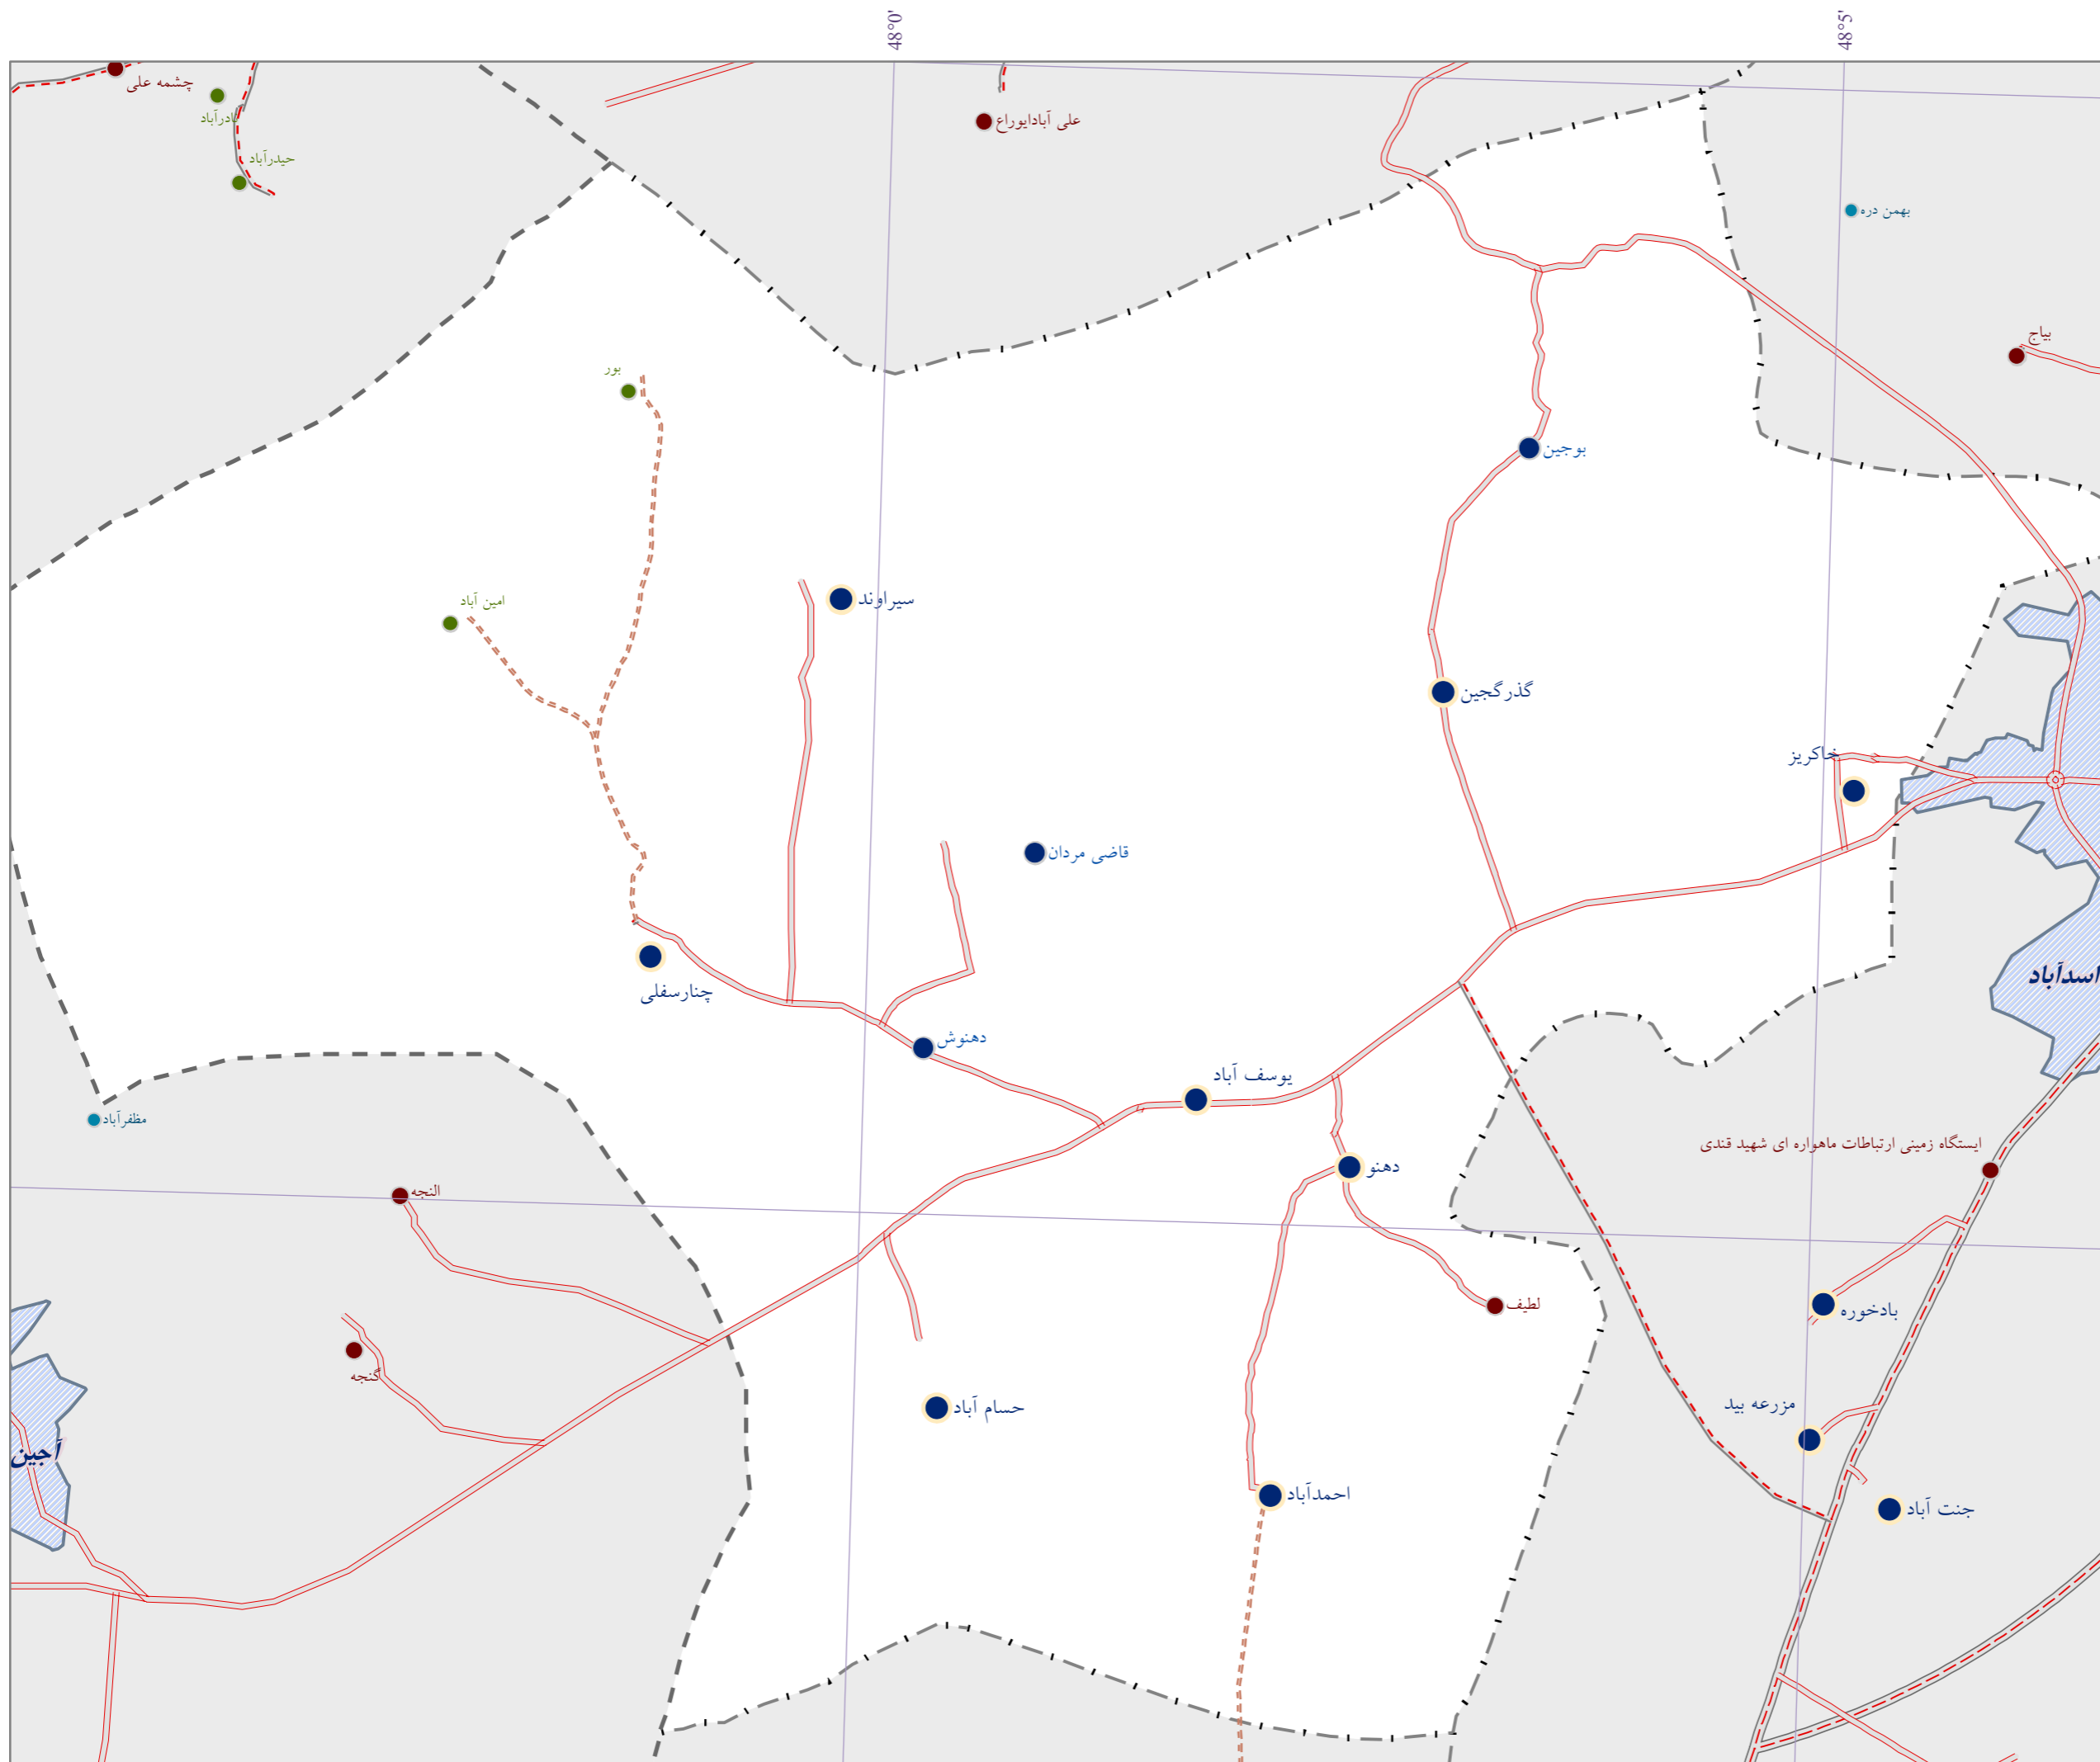 48°0'
48°5'
چشمه علی
نادرآباد
حیدرآباد
علی آبادایوراع
بهمن دره
بیاج
بور
بوجین
امین آباد
سیراوند
گذرگجین
خاکریز
قاضی مردان
اسدآباد
چنارسفلی
دهنوش
یوسف آباد
مظفرآباد
ایستگاه زمینی ارتباطات ماهواره ای شهید قندی
دهنو
النجه
لطیف
بادخوره
گنجه
حسام آباد
مزرعه بید
آجین
احمدآباد
جنت آباد